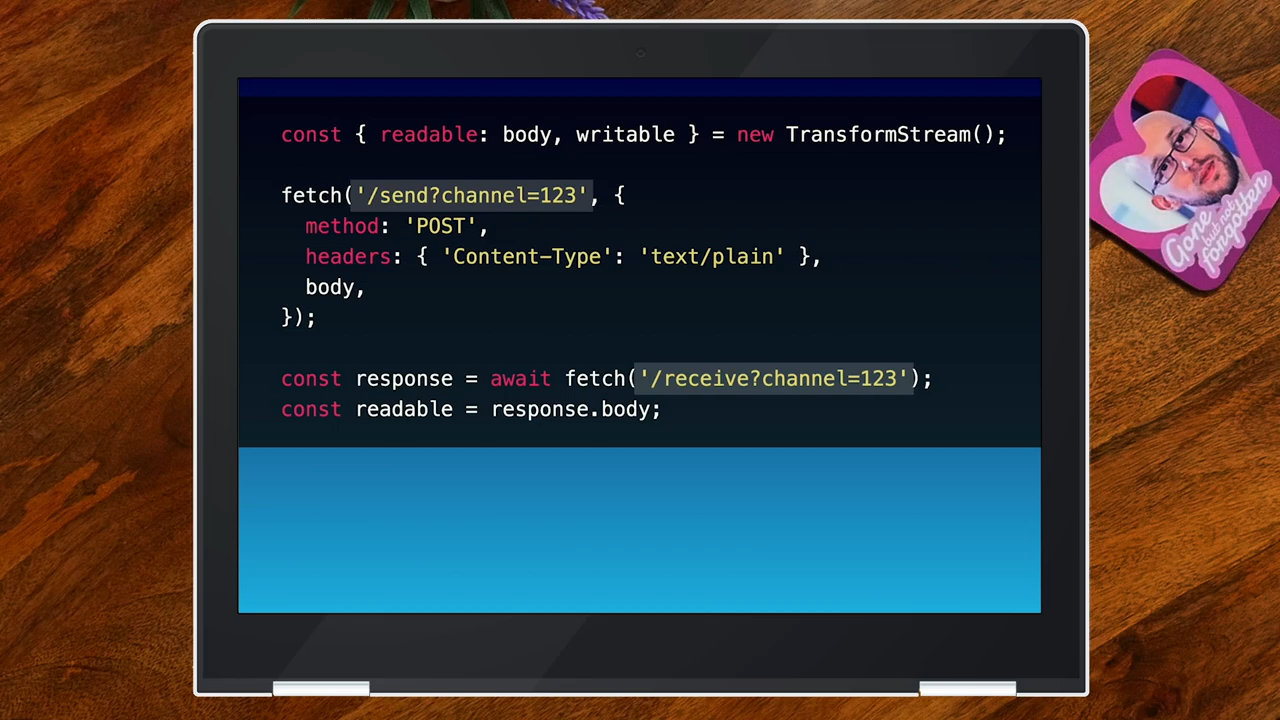 const { readable: body, writable } = new TransformStream();
fetch('/send?channel=123', {
  method: 'POST',
  headers: { 'Content-Type': 'text/plain' },
  body,
});
const response = await fetch('/receive?channel=123');
const readable = response.body;
Gone
but not
forgotten